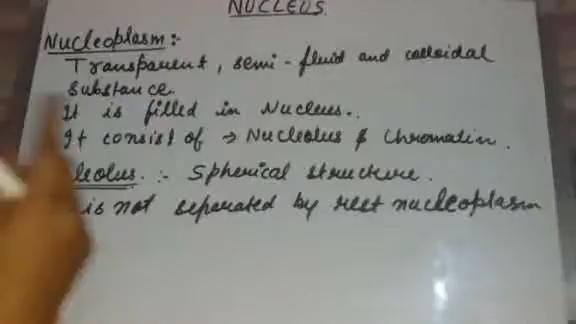 NUCLEUS
Nucleoplasm :-
Transparent, semi-fluid and colloidal
substance.
It is filled in Nucleus..
It consist of → Nucleolus & Chromatin.
leolus. :- Spherical structure.
is not separated by rest nucleoplasm